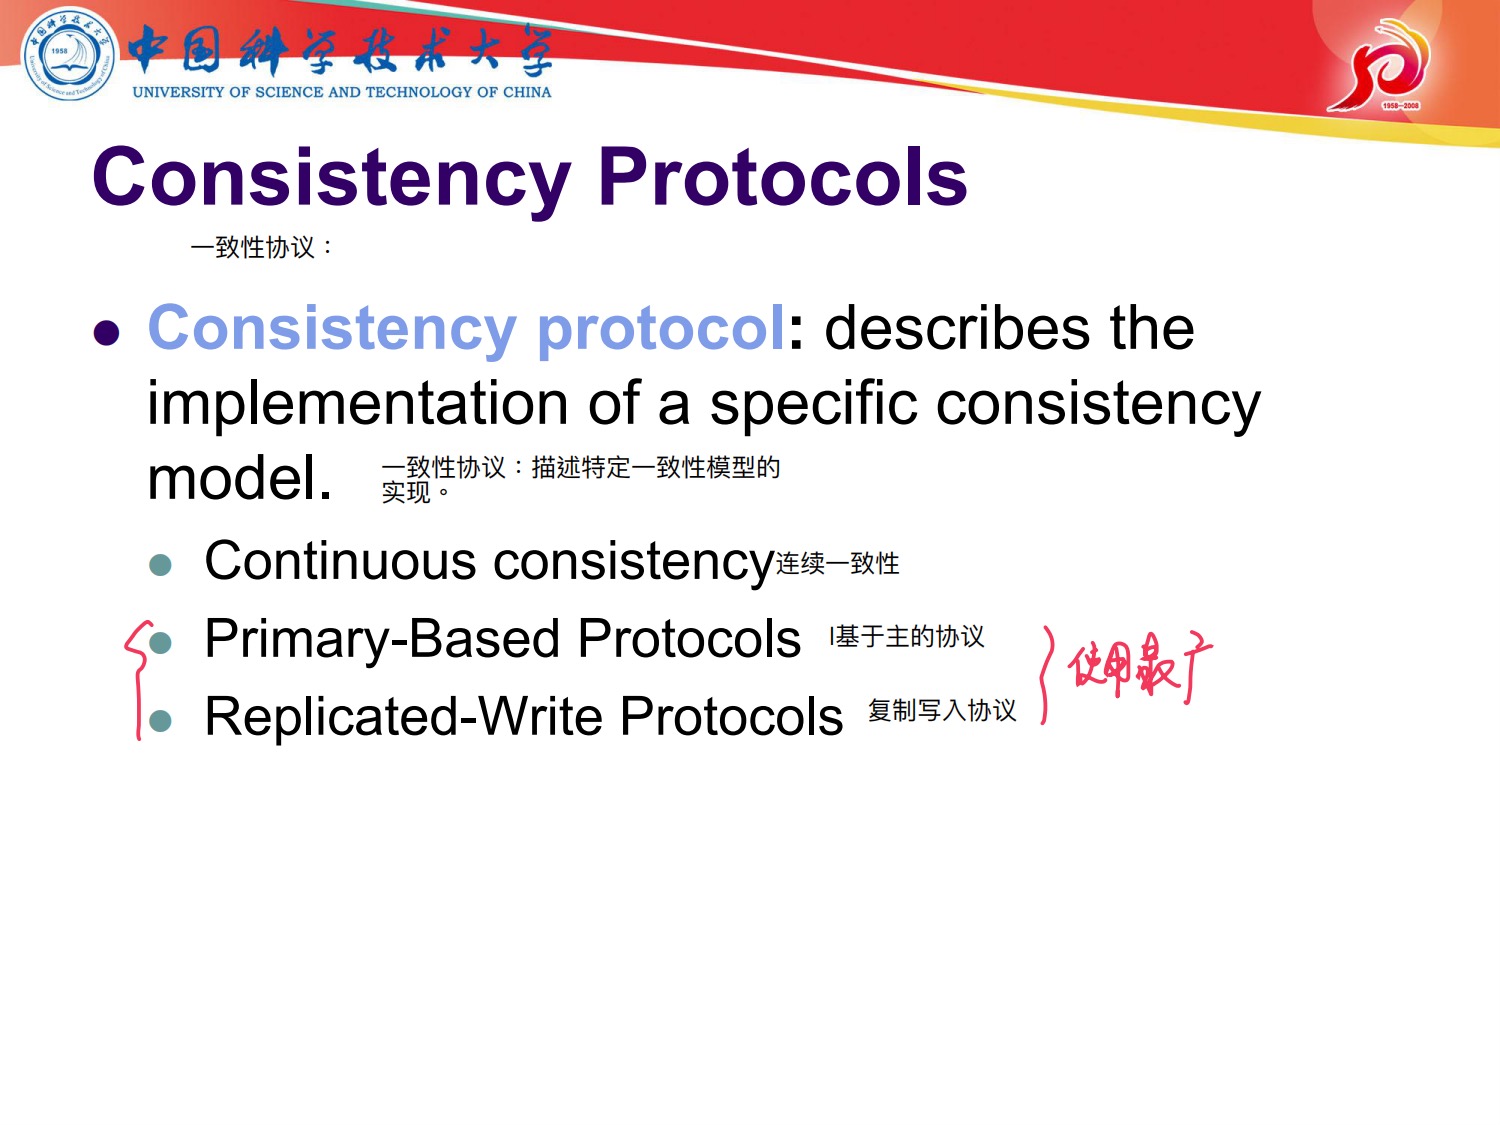 1958
中国科学技术大学
UNIVERSITY OF SCIENCE AND TECHNOLOGY OF CHINA
1958—2008
Consistency Protocols
一致性协议：
Consistency protocol: describes the
implementation of a specific consistency
model.
一致性协议：描述特定一致性模型的
实现。
Continuous consistency 连续一致性
Primary-Based Protocols I基于主的协议
Replicated-Write Protocols 复制写入协议
使用最广